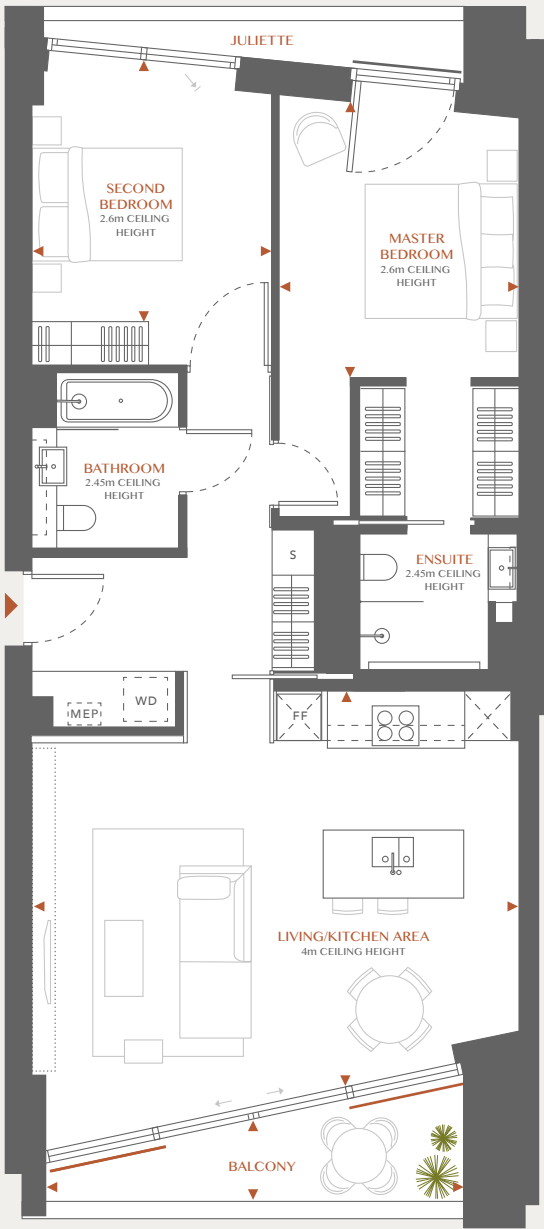 JULIETTE
SECOND
BEDROOM
2.6m CEILING
HEIGHT
MASTER
BEDROOM
2.6m CEILING
HEIGHT
BATHROOM
2.45m CEILING
HEIGHT
S
ENSUITE
2.45m CEILING
HEIGHT
MEP
WD
FF
LIVING/KITCHEN AREA
4m CEILING HEIGHT
BALCONY